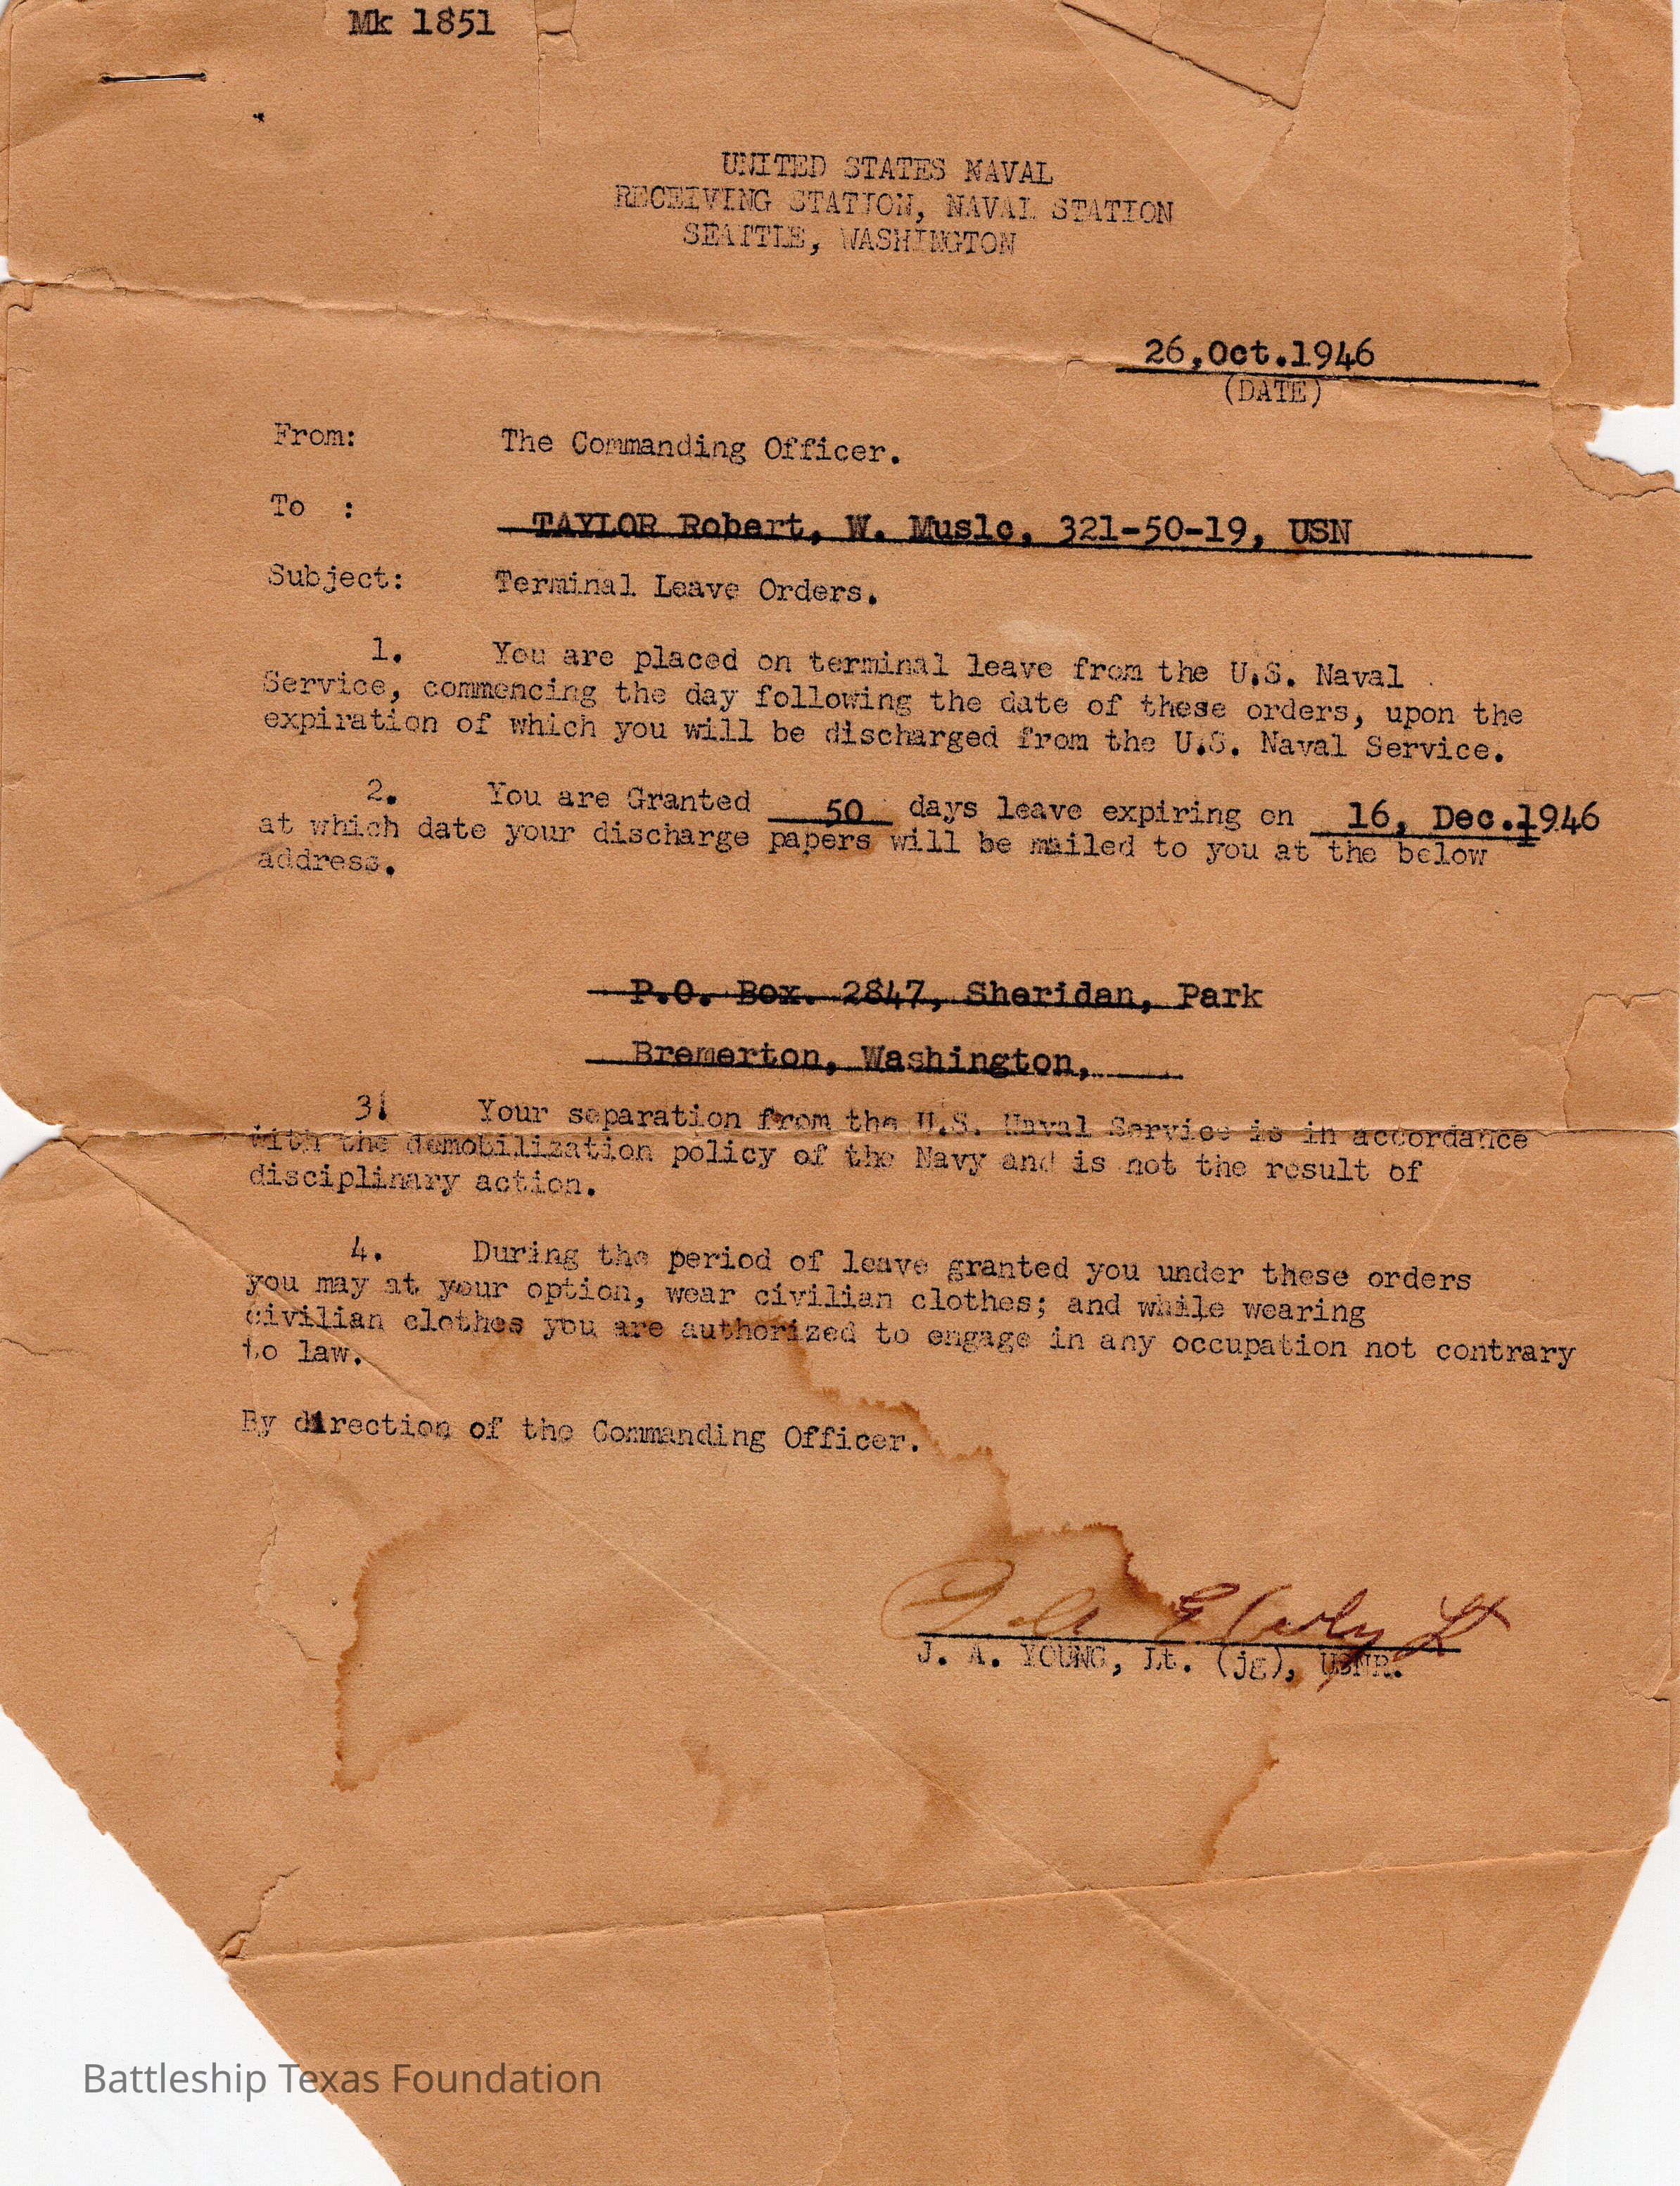 Mk 1851
UNITED STATES NAVAL
RECEIVING STATION, NAVAL STATION
SEATTLE, WASHINGTON
26,Oct.1946
(DATE)
From: The Commanding Officer.
To : TAYLOR Robert, W. Muslc, 321-50-19, USN
Subject: Terminal Leave Orders.
1. You are placed on terminal leave from the U.S. Naval
Service, commencing the day following the date of these orders, upon the
expiration of which you will be discharged from the U.S. Naval Service.
2. You are Granted 50 days leave expiring on 16, Dec.1946
at which date your discharge papers will be mailed to you at the below
address.
P.O. Box. 2847, Sheridan, Park
Bremerton, Washington,
3. Your separation from the U.S. Naval Service is in accordance
with the demobilization policy of the Navy and is not the result of
disciplinary action.
4. During the period of leave granted you under these orders
you may at your option, wear civilian clothes; and while wearing
civilian clothes you are authorized to engage in any occupation not contrary
to law.
By direction of the Commanding Officer.
Lt
J. A. YOUNG, Lt. (jg), USNR.
Battleship Texas Foundation